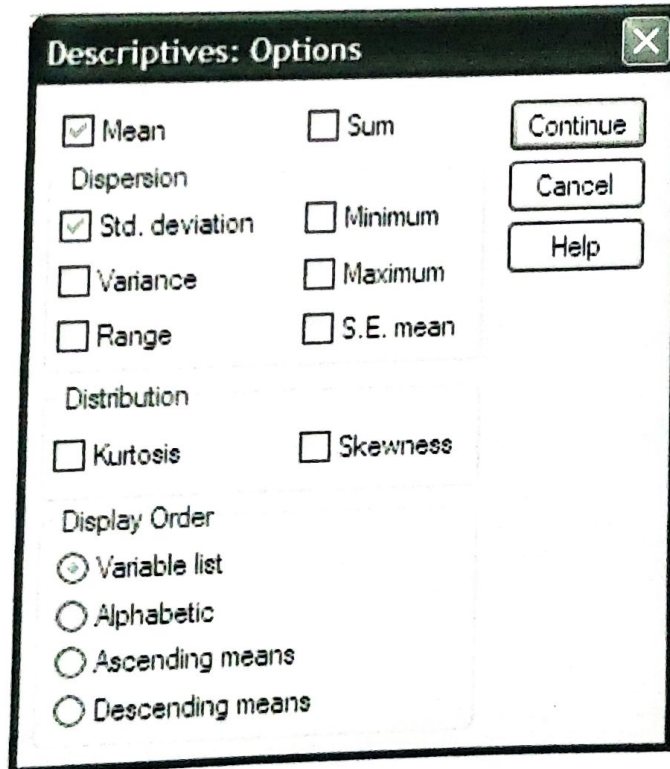 Descriptives: Options
Mean Sum Continue
Dispersion Cancel
Std. deviation Minimum Help
Variance Maximum
Range S.E. mean
Distribution
Kurtosis Skewness
Display Order
Variable list
Alphabetic
Ascending means
Descending means